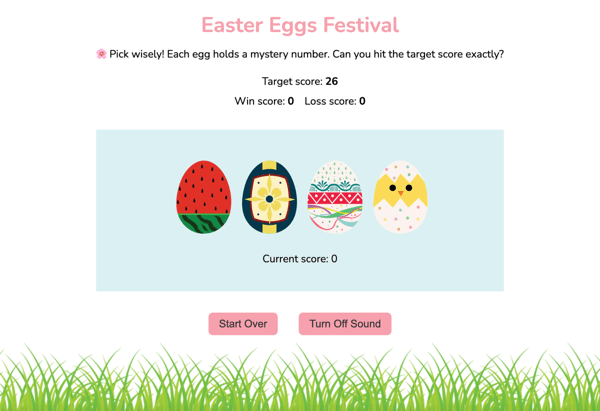 Easter Eggs Festival
🌸 Pick wisely! Each egg holds a mystery number. Can you hit the target score exactly?
Target score: 26
Win score: 0 Loss score: 0
Current score: 0
Start Over Turn Off Sound